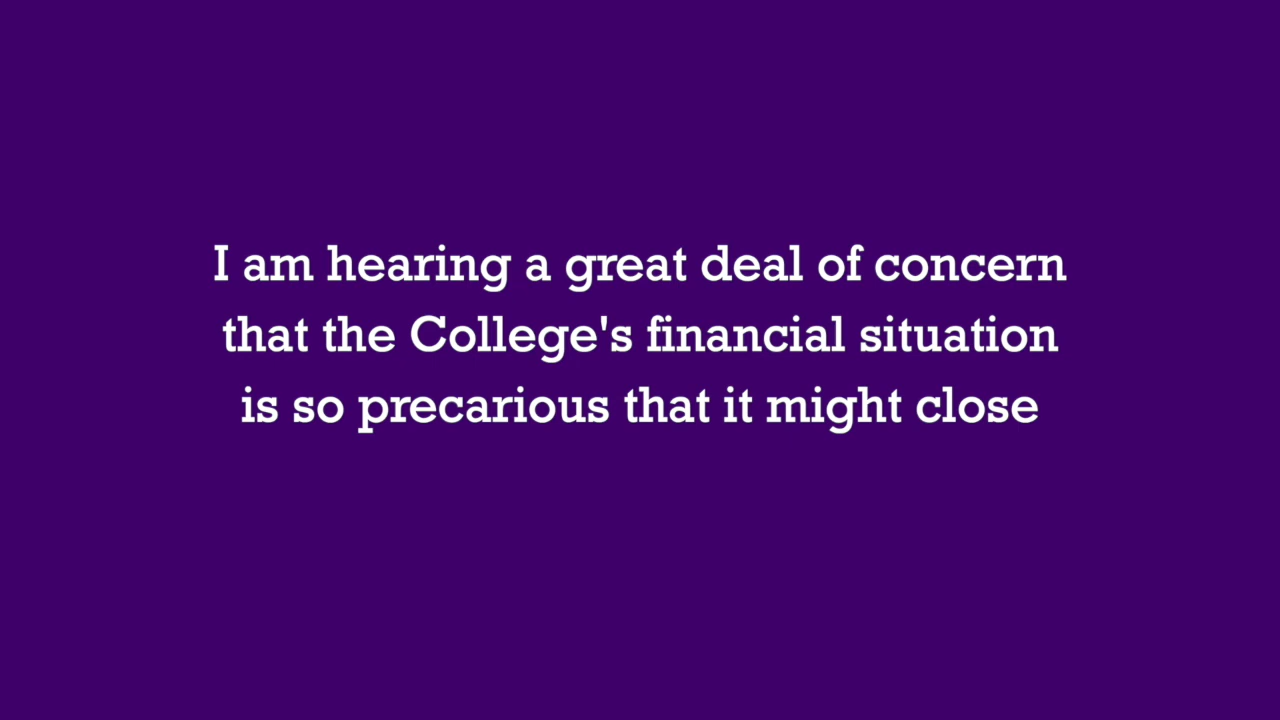 I am hearing a great deal of concern
that the College's financial situation
is so precarious that it might close